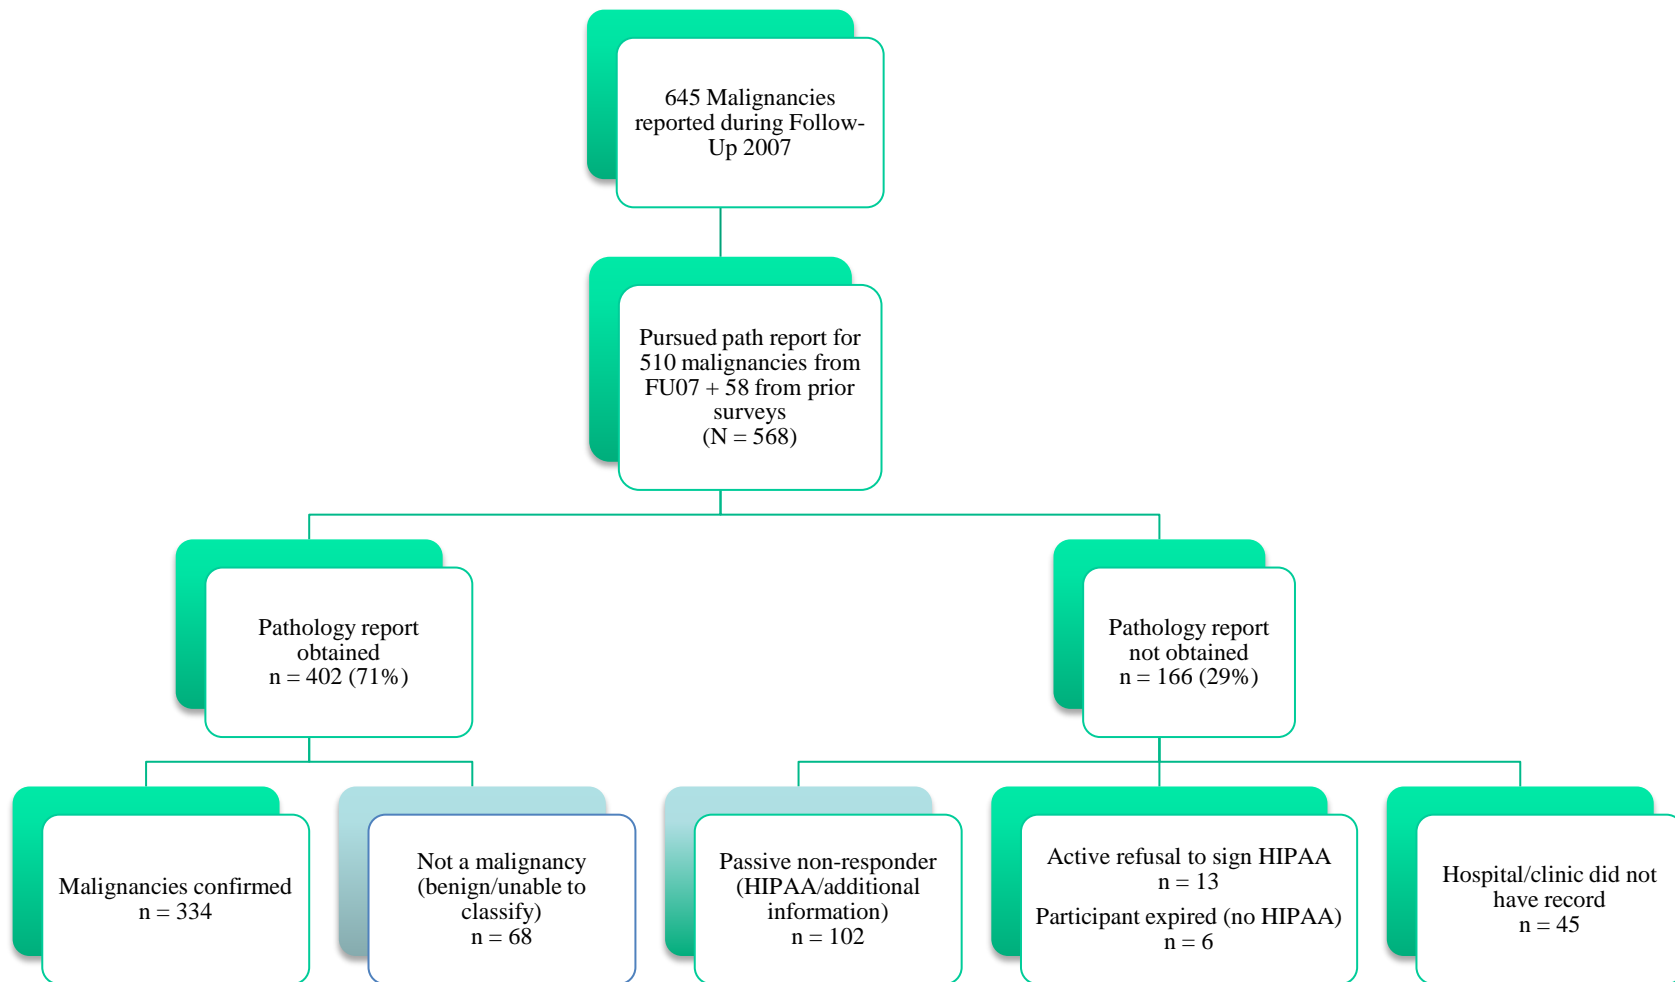 645 Malignancies
reported during Follow-
Up 2007
Pursued path report for
510 malignancies from
FU07 + 58 from prior
surveys
(N = 568)
Pathology report
obtained
n = 402 (71%)
Pathology report
not obtained
n = 166 (29%)
Malignancies confirmed
n = 334
Not a malignancy
(benign/unable to
classify)
n = 68
Passive non-responder
(HIPAA/additional
information)
n = 102
Active refusal to sign HIPAA
n = 13
Participant expired (no HIPAA)
n = 6
Hospital/clinic did not
have record
n = 45